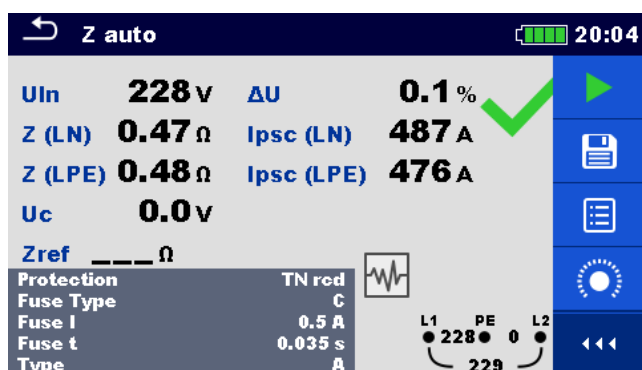 Z auto 20:04
Uln 228 V ΔU 0.1 %
Z (LN) 0.47 Ω Ipsc (LN) 487 A
Z (LPE) 0.48 Ω Ipsc (LPE) 476 A
Uc 0.0 V
Zref ___ Ω
Protection TN rcd
Fuse Type C
Fuse I 0.5 A
Fuse t 0.035 s
Type A
L1 PE L2
228 0
229